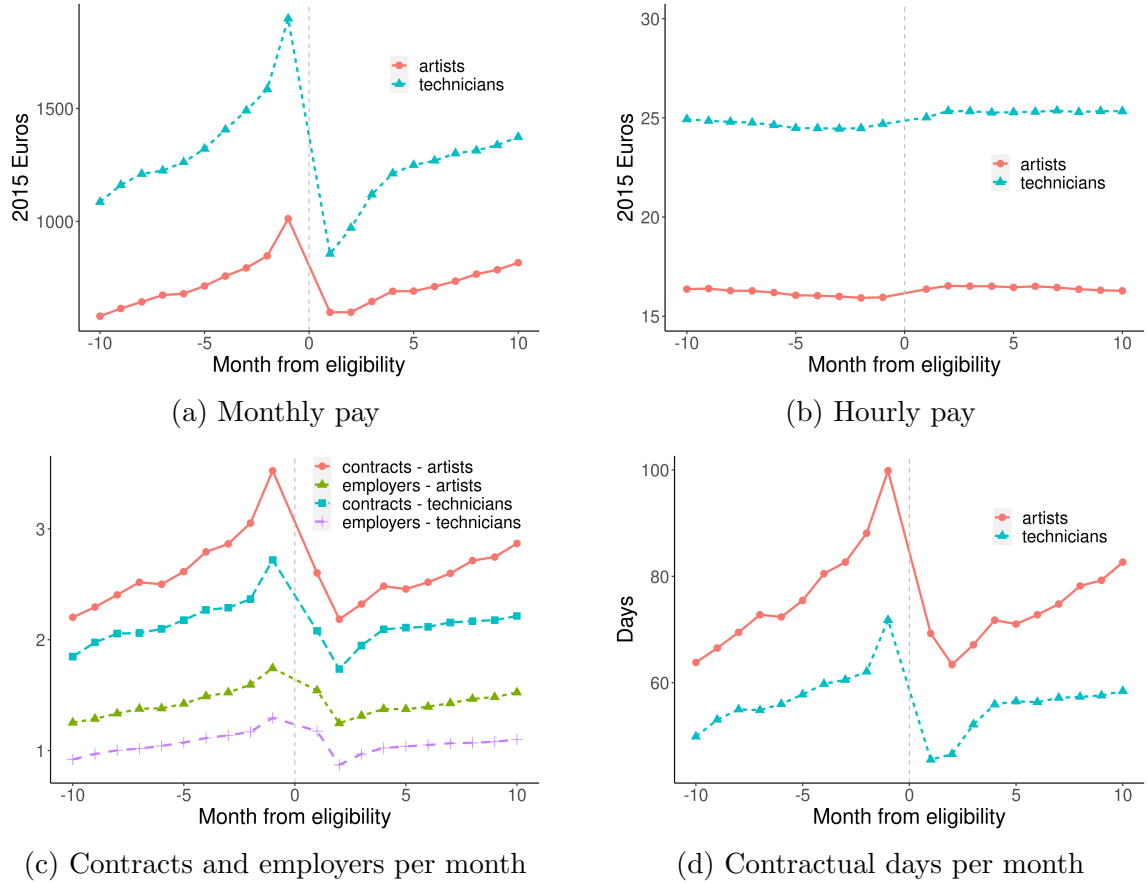 2015 Euros
1500
1000
artists
technicians
-10 -5 0 5 10
Month from eligibility
(a) Monthly pay
2015 Euros
30
25
20
15
artists
technicians
-10 -5 0 5 10
Month from eligibility
(b) Hourly pay
3
2
1
contracts - artists
employers - artists
contracts - technicians
employers - technicians
-10 -5 0 5 10
Month from eligibility
(c) Contracts and employers per month
Days
100
80
60
artists
technicians
-10 -5 0 5 10
Month from eligibility
(d) Contractual days per month